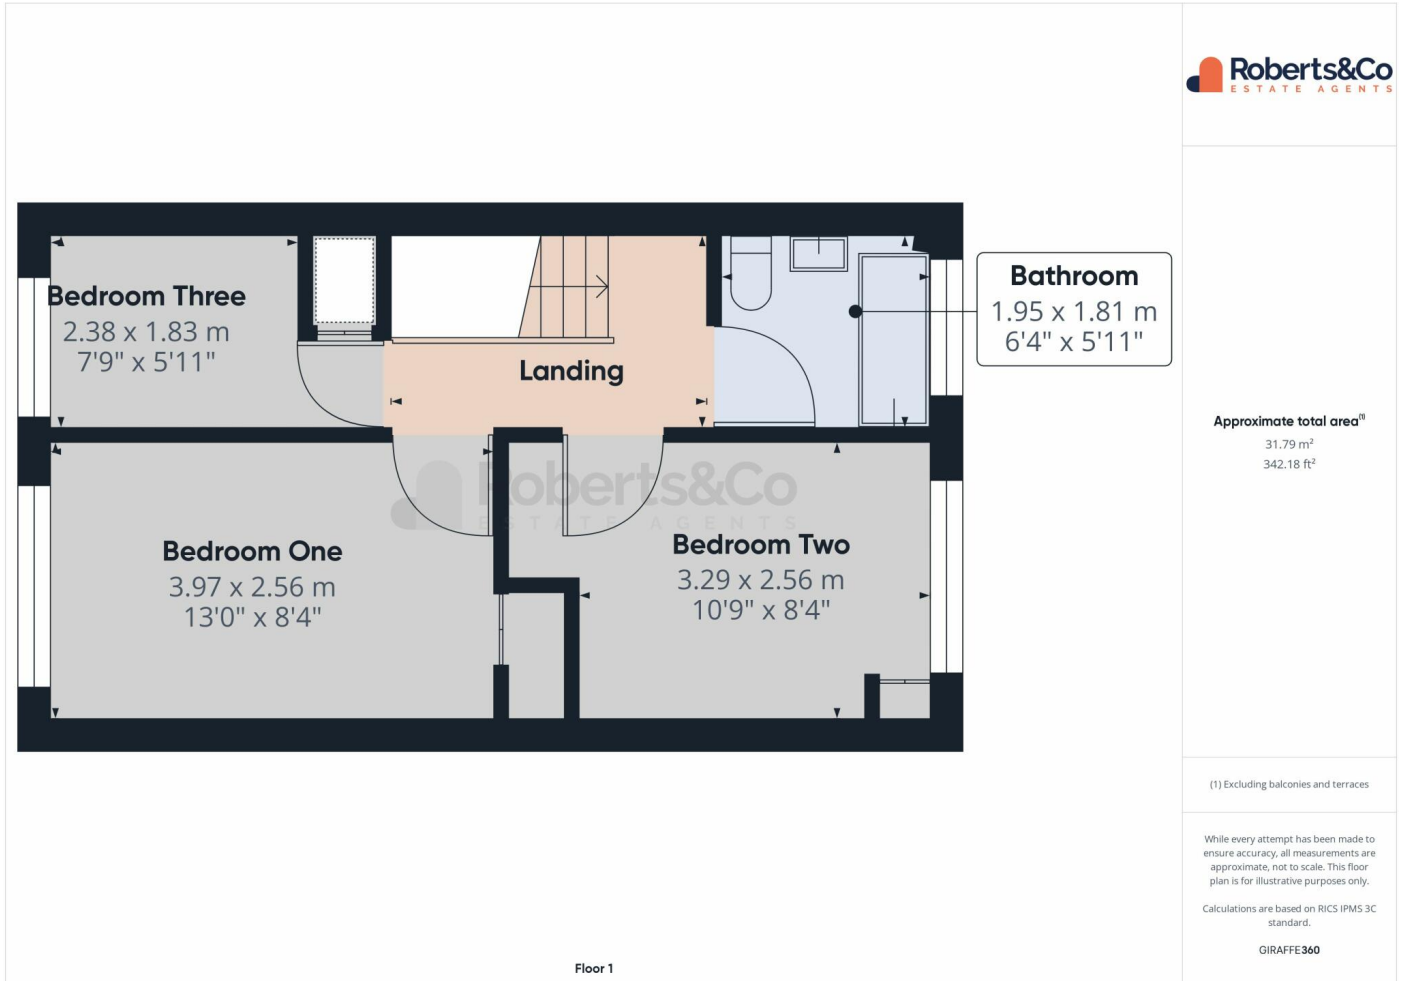 Roberts&Co
ESTATE AGENTS
Bedroom Three
2.38 x 1.83 m
7'9" x 5'11"
Landing
Bathroom
1.95 x 1.81 m
6'4" x 5'11"
Roberts&Co
ESTATE AGENTS
Bedroom One
3.97 x 2.56 m
13'0" x 8'4"
Bedroom Two
3.29 x 2.56 m
10'9" x 8'4"
Floor 1
Approximate total area(1)
31.79 m²
342.18 ft²
(1) Excluding balconies and terraces
While every attempt has been made to
ensure accuracy, all measurements are
approximate, not to scale. This floor
plan is for illustrative purposes only.
Calculations are based on RICS IPMS 3C
standard.
GIRAFFE360